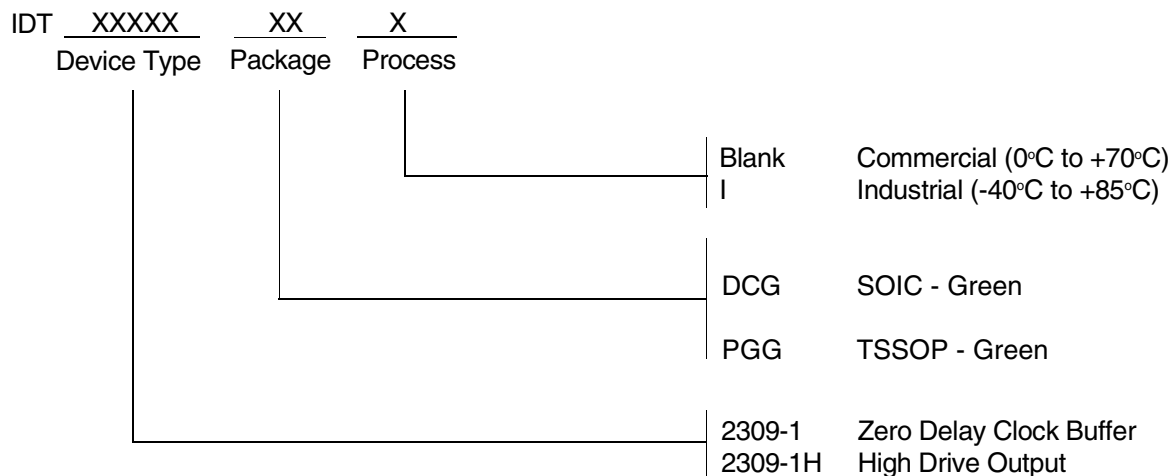 IDT XXXXX XX X
Device Type Package Process
Blank Commercial (0°C to +70°C)
I Industrial (-40°C to +85°C)
DCG SOIC - Green
PGG TSSOP - Green
2309-1 Zero Delay Clock Buffer
2309-1H High Drive Output